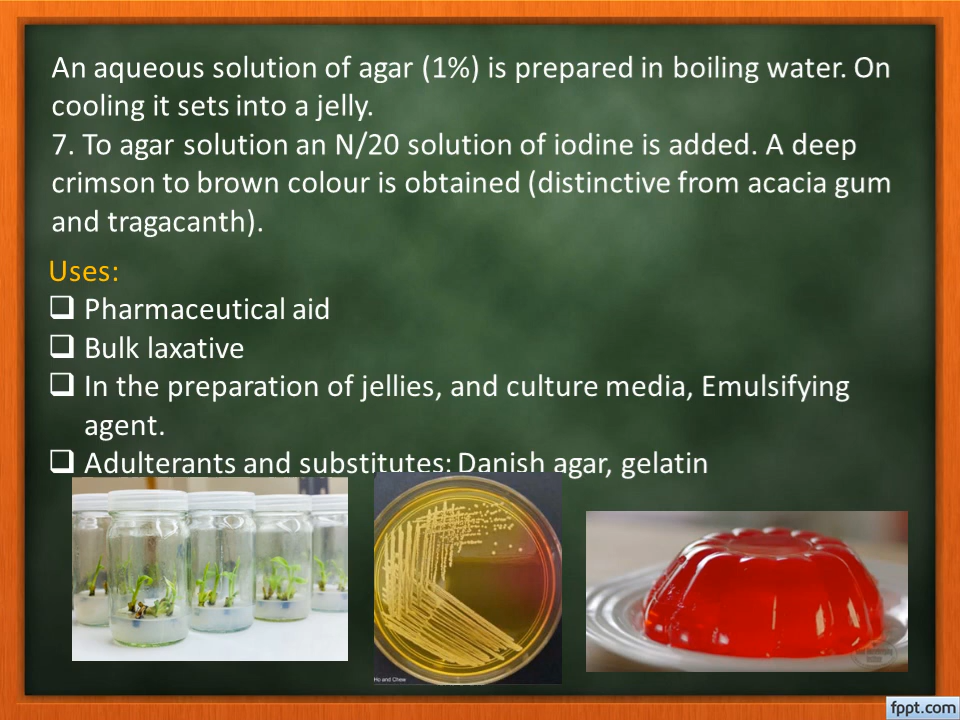 An aqueous solution of agar (1%) is prepared in boiling water. On
cooling it sets into a jelly.
7. To agar solution an N/20 solution of iodine is added. A deep
crimson to brown colour is obtained (distinctive from acacia gum
and tragacanth).
Uses:
❑ Pharmaceutical aid
❑ Bulk laxative
❑ In the preparation of jellies, and culture media, Emulsifying
agent.
❑ Adulterants and substitutes: Danish agar, gelatin
Ho and Chew
fppt.com